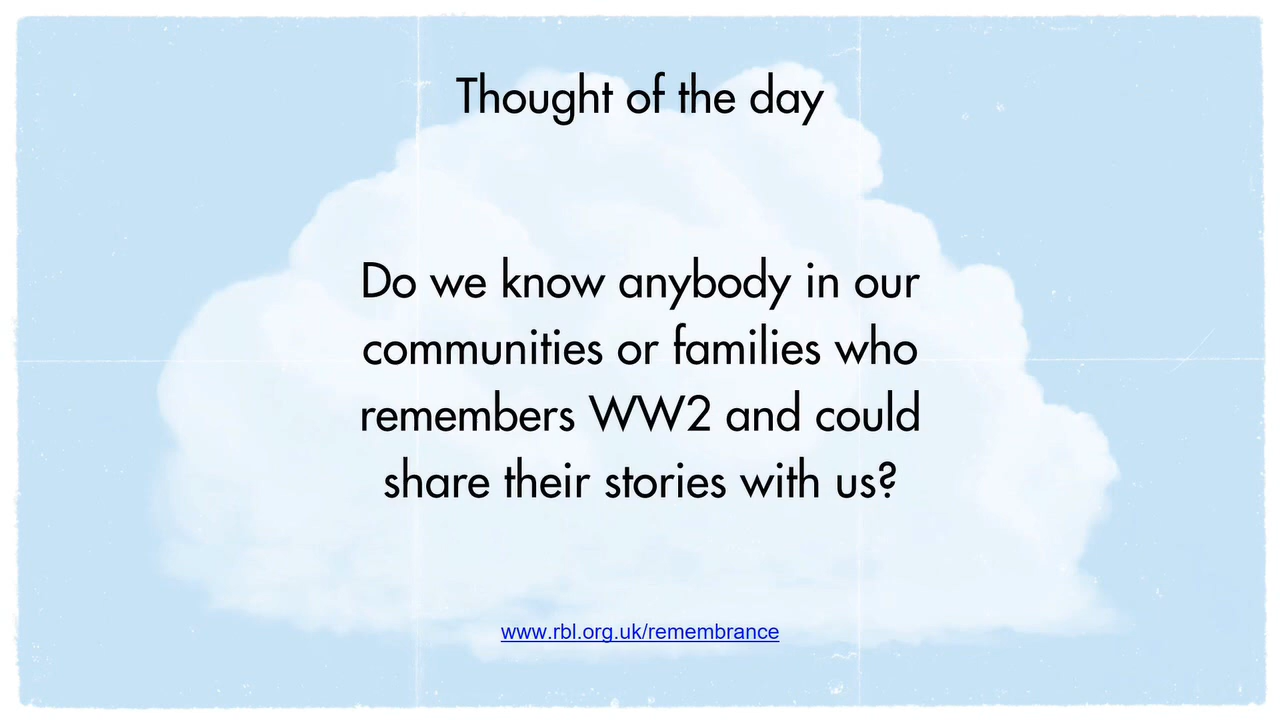 Thought of the day
Do we know anybody in our
communities or families who
remembers WW2 and could
share their stories with us?
www.rbl.org.uk/remembrance